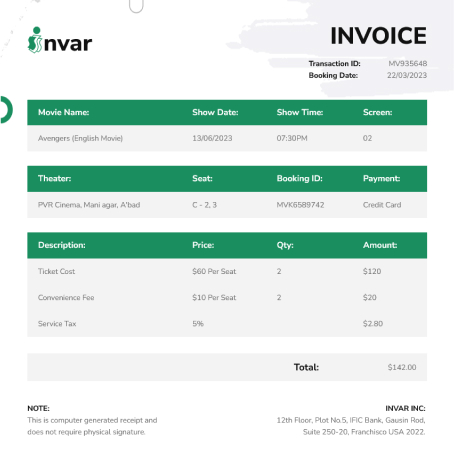 invar
INVOICE
Transaction ID: MV935648
Booking Date: 22/03/2023
Movie Name: Show Date: Show Time: Screen:
Avengers (English Movie) 13/06/2023 07:30PM 02
Theater: Seat: Booking ID: Payment:
PVR Cinema, Mani agar, A'bad C - 2, 3 MVK6589742 Credit Card
Description: Price: Qty: Amount:
Ticket Cost $60 Per Seat 2 $120
Convenience Fee $10 Per Seat 2 $20
Service Tax 5% $2.80
Total: $142.00
NOTE:
This is computer generated receipt and
does not require physical signature.
INVAR INC:
12th Floor, Plot No.5, IFIC Bank, Gausin Rod,
Suite 250-20, Franchisco USA 2022.